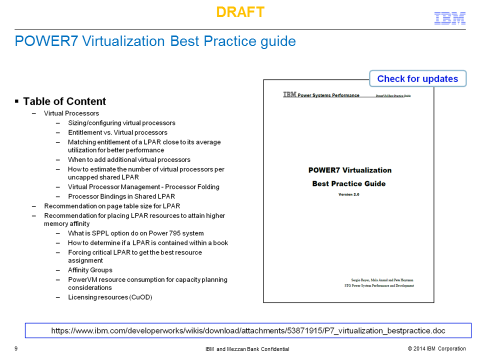 DRAFT
IBM
POWER7 Virtualization Best Practice guide
Check for updates
▪ Table of Content
– Virtual Processors
– Sizing/configuring virtual processors
– Entitlement vs. Virtual processors
– Matching entitlement of a LPAR close to its average
utilization for better performance
– When to add additional virtual processors
– How to estimate the number of virtual processors per
uncapped shared LPAR
– Virtual Processor Management - Processor Folding
– Processor Bindings in Shared LPAR
– Recommendation on page table size for LPAR
– Recommendation for placing LPAR resources to attain higher
memory affinity
– What is SPPL option do on Power 795 system
– How to determine if a LPAR is contained within a book
– Forcing critical LPAR to get the best resource
assignment
– Affinity Groups
– PowerVM resource consumption for capacity planning
considerations
– Licensing resources (CuOD)
IBM Power Systems Performance
POWER7 Virtualization
Best Practice Guide
Version 3.0
https://www.ibm.com/developerworks/wikis/download/attachments/53871915/P7_virtualization_bestpractice.doc
9
IBM and Mezzan Bank Confidential
© 2014 IBM Corporation